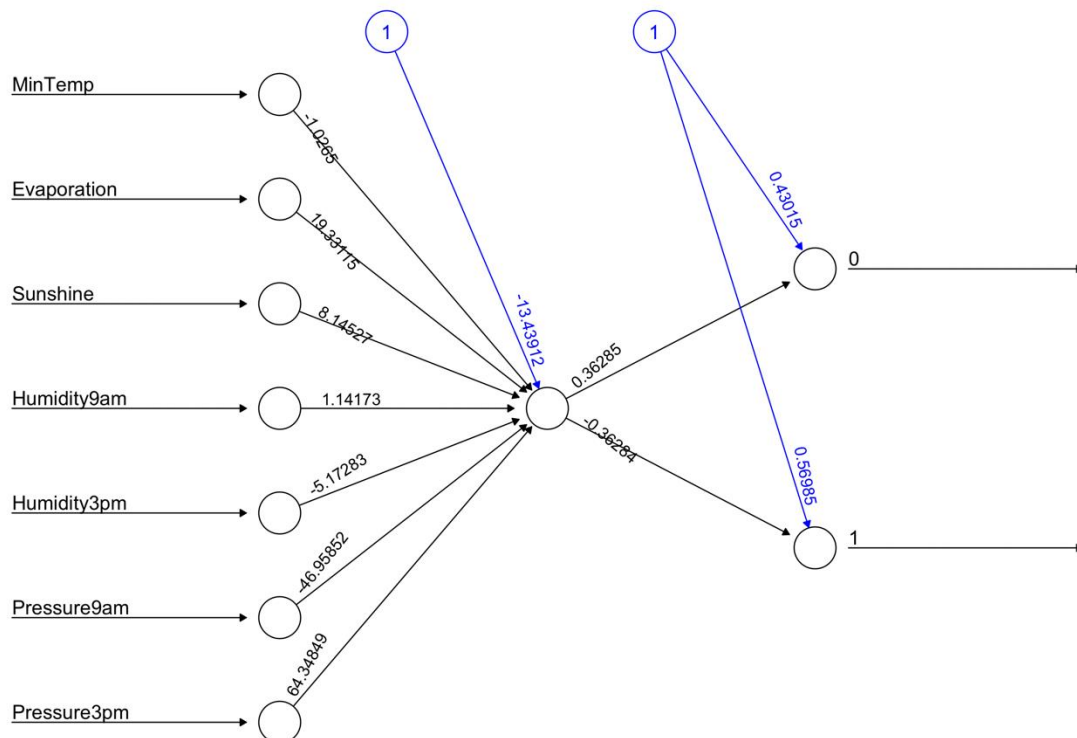 1
1
MinTemp
-1.0265
Evaporation
19.33115
Sunshine
8.14527
Humidity9am
1.14173
Humidity3pm
-5.17283
Pressure9am
-46.95852
Pressure3pm
64.34849
-13.43912
0.36285
-0.36284
0.43015
0.56985
0
1